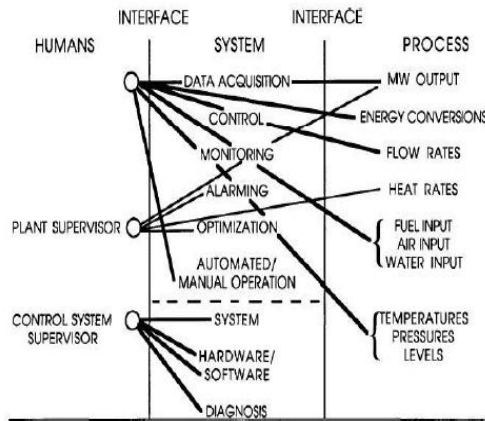 INTERFACE
INTERFACE
HUMANS
SYSTEM
PROCESS
DATA ACQUISITION
MW OUTPUT
CONTROL
ENERGY CONVERSIONS
MONITORING
FLOW RATES
ALARMING
HEAT RATES
PLANT SUPERVISOR
OPTIMIZATION
FUEL INPUT
AIR INPUT
WATER INPUT
AUTOMATED/
MANUAL OPERATION
CONTROL SYSTEM
SUPERVISOR
SYSTEM
TEMPERATURES
PRESSURES
LEVELS
HARDWARE/
SOFTWARE
DIAGNOSIS